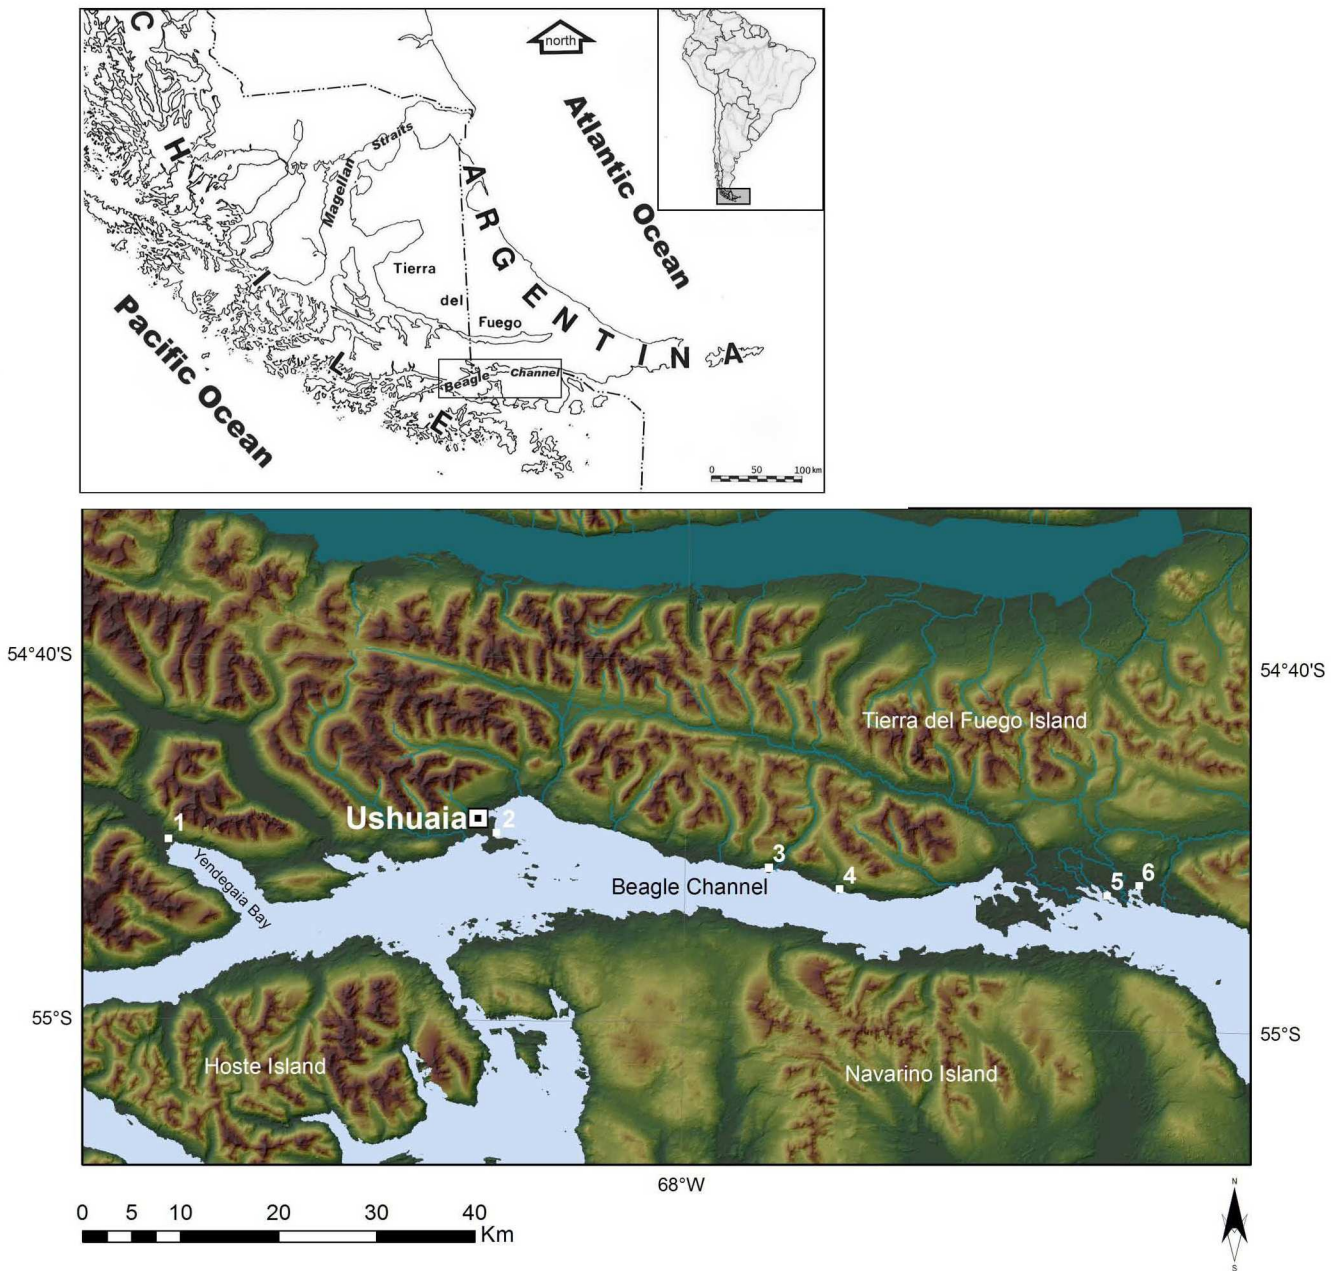 north
CHILE
ARGENTINA
Atlantic Ocean
Pacific Ocean
Magellan Straits
Tierra
del
Fuego
Beagle Channel
0 50 100 km
54°40'S
54°40'S
Tierra del Fuego Island
Ushuaia
1
2
3
4
5
6
Yendegaia Bay
Beagle Channel
55°S
55°S
Hoste Island
Navarino Island
68°W
0 5 10 20 30 40
Km
N
S